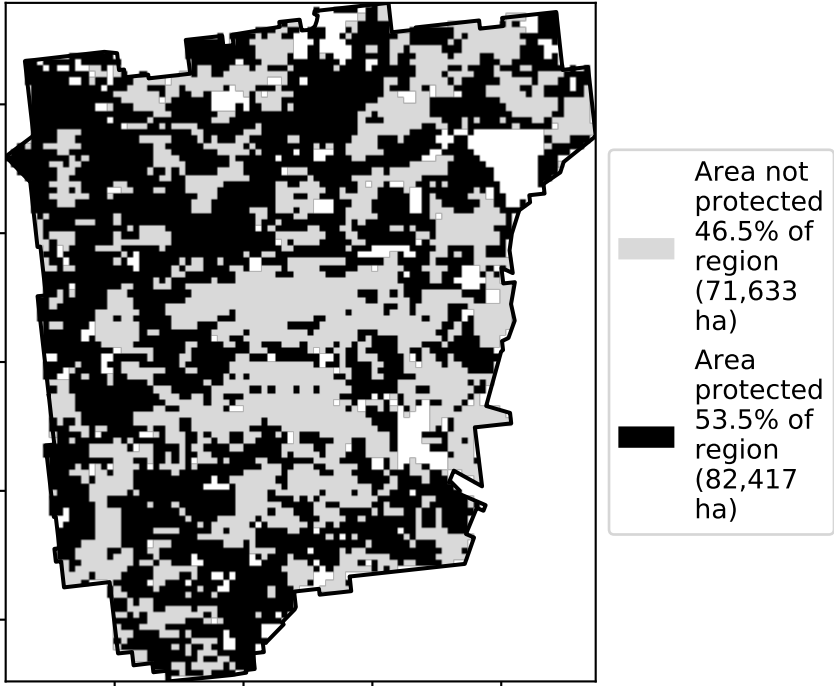 Area not
protected
46.5% of
region
(71,633
ha)
Area
protected
53.5% of
region
(82,417
ha)